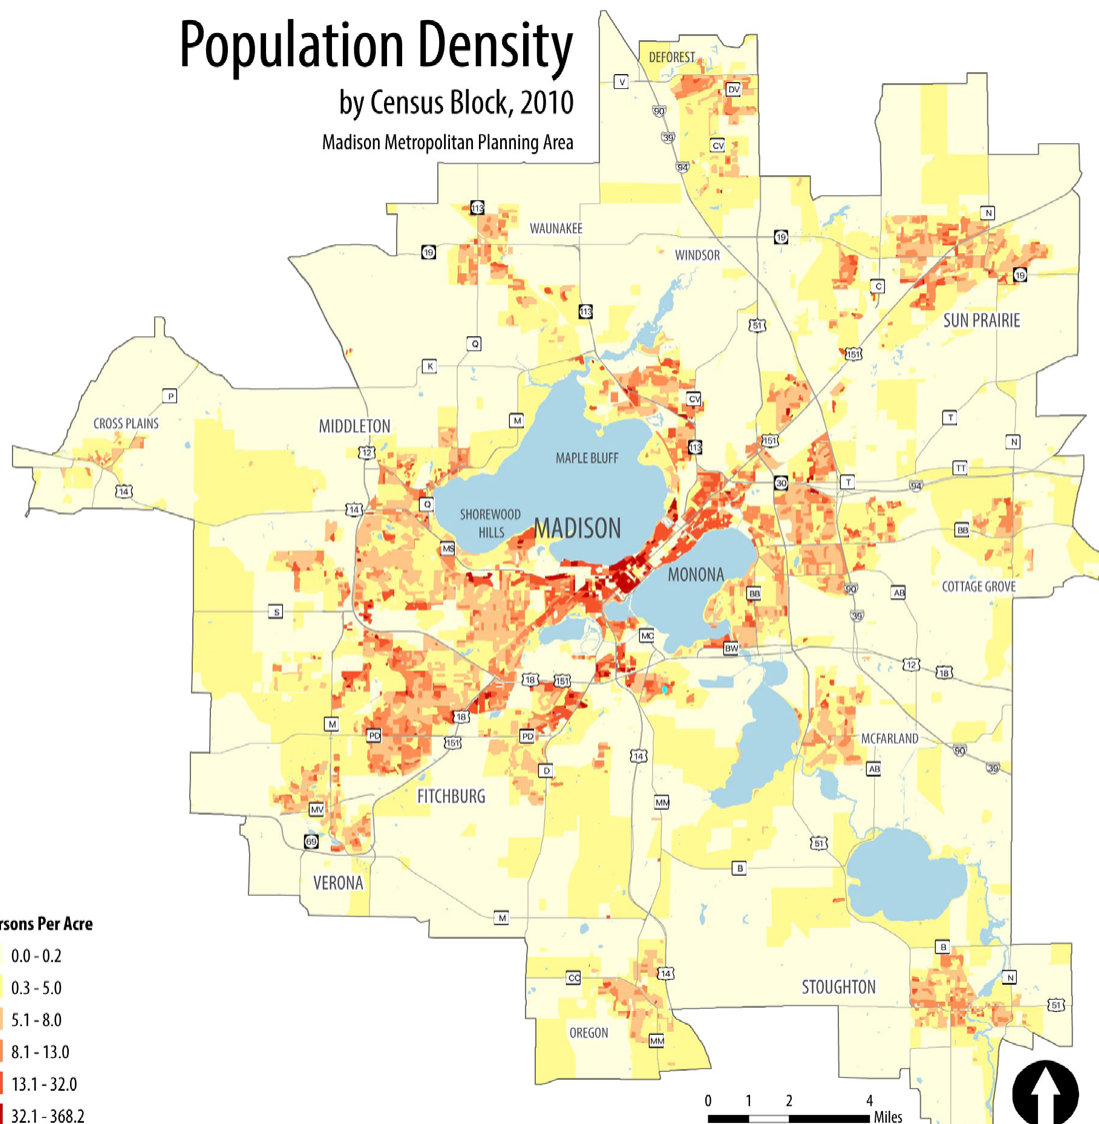 Population Density
by Census Block, 2010
Madison Metropolitan Planning Area
DEFOREST
V
DV
90
39
CV
94
113
N
WAUNAKEE
19
19
WINDSOR
19
C
113
SUN PRAIRIE
51
Q
151
K
CV
P
M
T
CROSS PLAINS
MIDDLETON
151
N
113
12
MAPLE BLUFF
TT
30
T
94
14
Q
14
SHOREWOOD
HILLS
MADISON
BB
MS
MONONA
COTTAGE GROVE
90
BB
AB
S
39
MC
BW
12
18
18
151
M
18
PD
151
PD
MCFARLAND
90
14
D
AB
39
FITCHBURG
MM
MV
69
51
B
VERONA
M
B
CC
14
STOUGHTON
N
51
OREGON
MM
rsons Per Acre
0.0 - 0.2
0.3 - 5.0
5.1 - 8.0
8.1 - 13.0
13.1 - 32.0
32.1 - 368.2
0 1 2 4
Miles